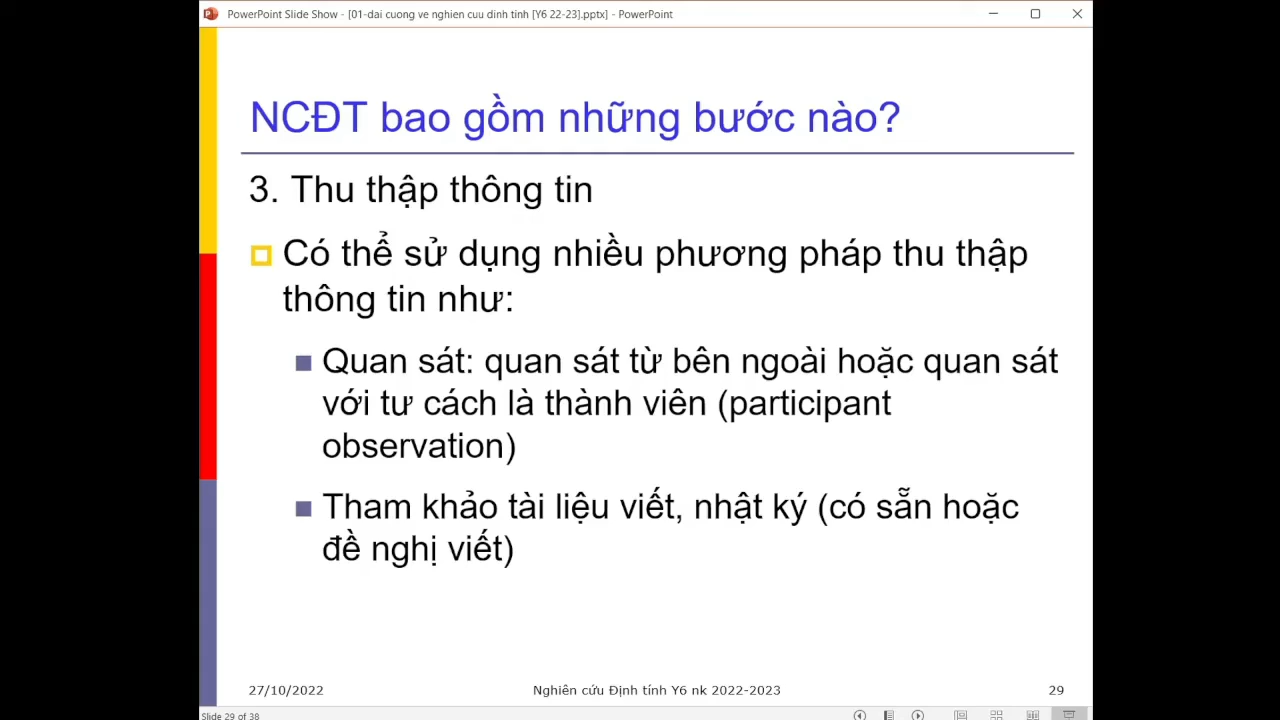 PowerPoint Slide Show - [01-dai cuong ve nghien cuu dinh tinh [Y6 22-23].pptx] - PowerPoint
NCĐT bao gồm những bước nào?
3. Thu thập thông tin
Có thể sử dụng nhiều phương pháp thu thập
thông tin như:
Quan sát: quan sát từ bên ngoài hoặc quan sát
với tư cách là thành viên (participant
observation)
Tham khảo tài liệu viết, nhật ký (có sẵn hoặc
đề nghị viết)
27/10/2022 Nghiên cứu Định tính Y6 nk 2022-2023 29
Slide 29 of 38